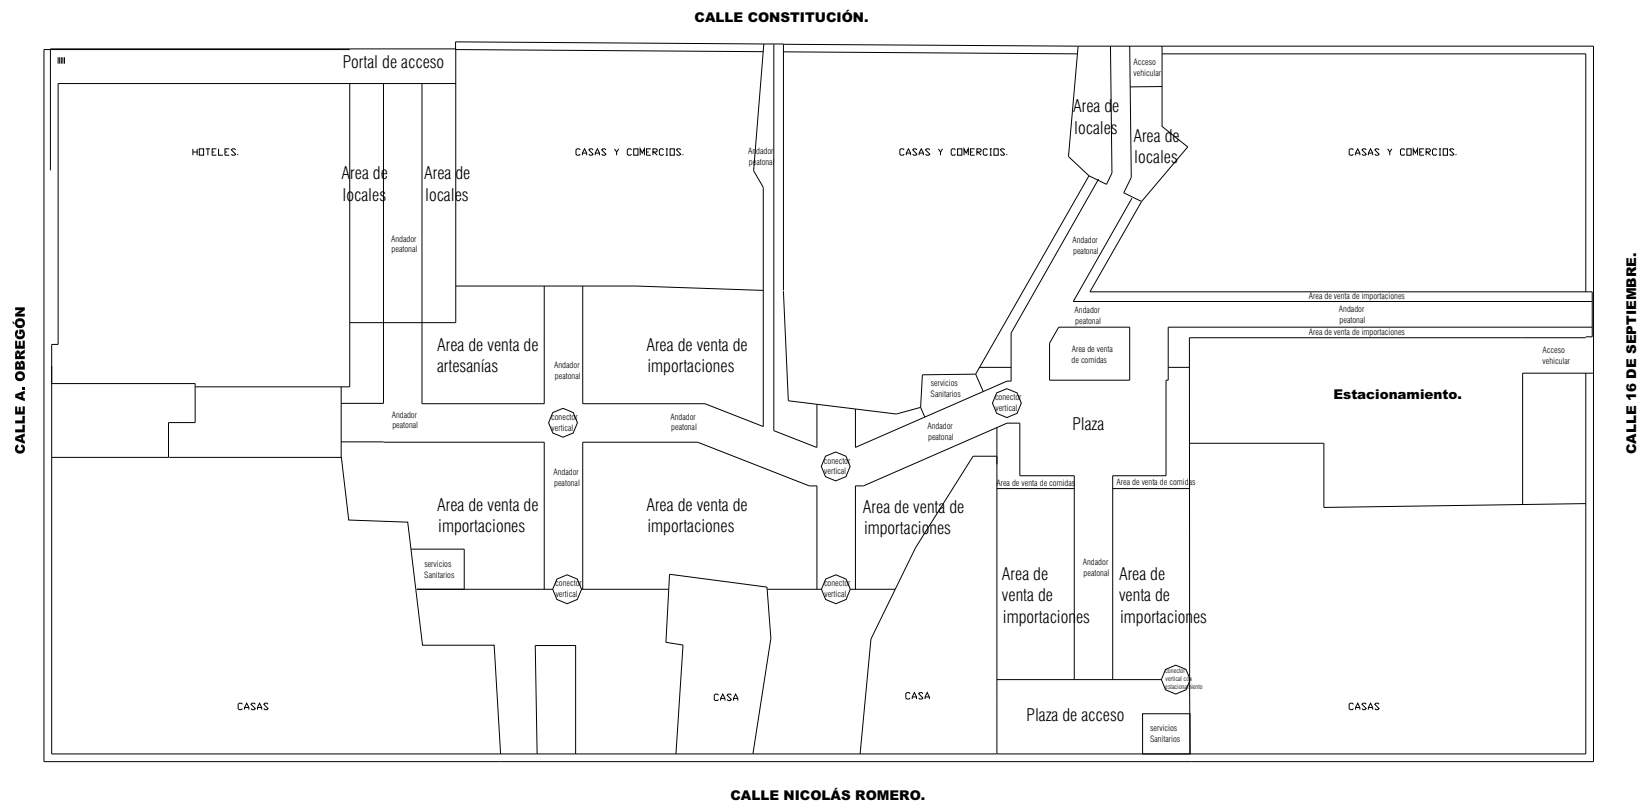 CALLE CONSTITUCIÓN.
Portal de acceso
Acceso
vehicular
Area de
locales
Area de
locales
HOTELES.
CASAS Y COMERCIOS.
Andador
peatonal
CASAS Y COMERCIOS.
CASAS Y COMERCIOS.
Area de
locales
Area de
locales
Andador
peatonal
Andador
peatonal
CALLE A. OBREGÓN
CALLE 16 DE SEPTIEMBRE.
Area de venta de importaciones
Andador
peatonal
Andador
peatonal
Area de venta de importaciones
Area de venta de
artesanías
Andador
peatonal
Area de venta de
importaciones
Area de venta
de comidas
Acceso
vehicular
servicios
Sanitarios
Estacionamiento.
conector
vertical
Andador
peatonal
conector
vertical
Andador
peatonal
Andador
peatonal
Plaza
conector
vertical
Andador
peatonal
Area de venta de comidas
Area de venta de comidas
Area de venta de
importaciones
Area de venta de
importaciones
Area de venta de
importaciones
servicios
Sanitarios
Andador
peatonal
Area de
venta de
importaciones
Area de
venta de
importaciones
conector
vertical
conector
vertical
conector
vertical con
estacionamiento
CASAS
CASA
CASA
Plaza de acceso
CASAS
servicios
Sanitarios
CALLE NICOLÁS ROMERO.